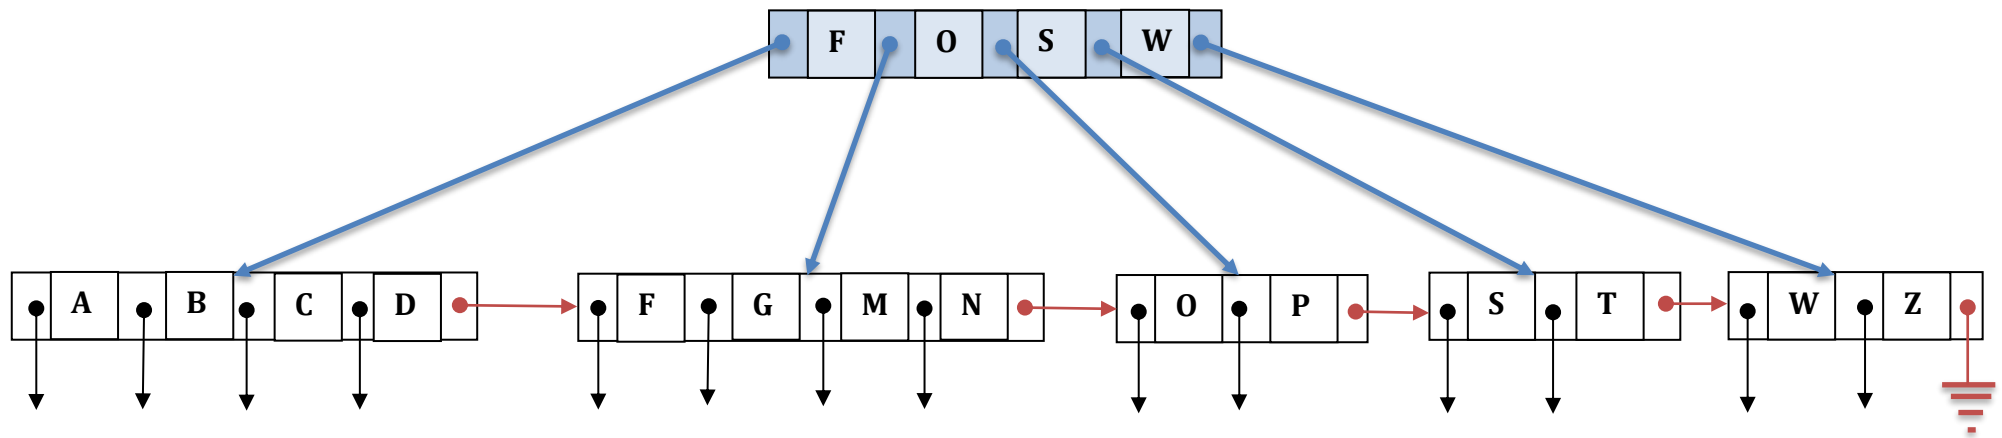 F O S W
A B C D F G M N O P S T W Z